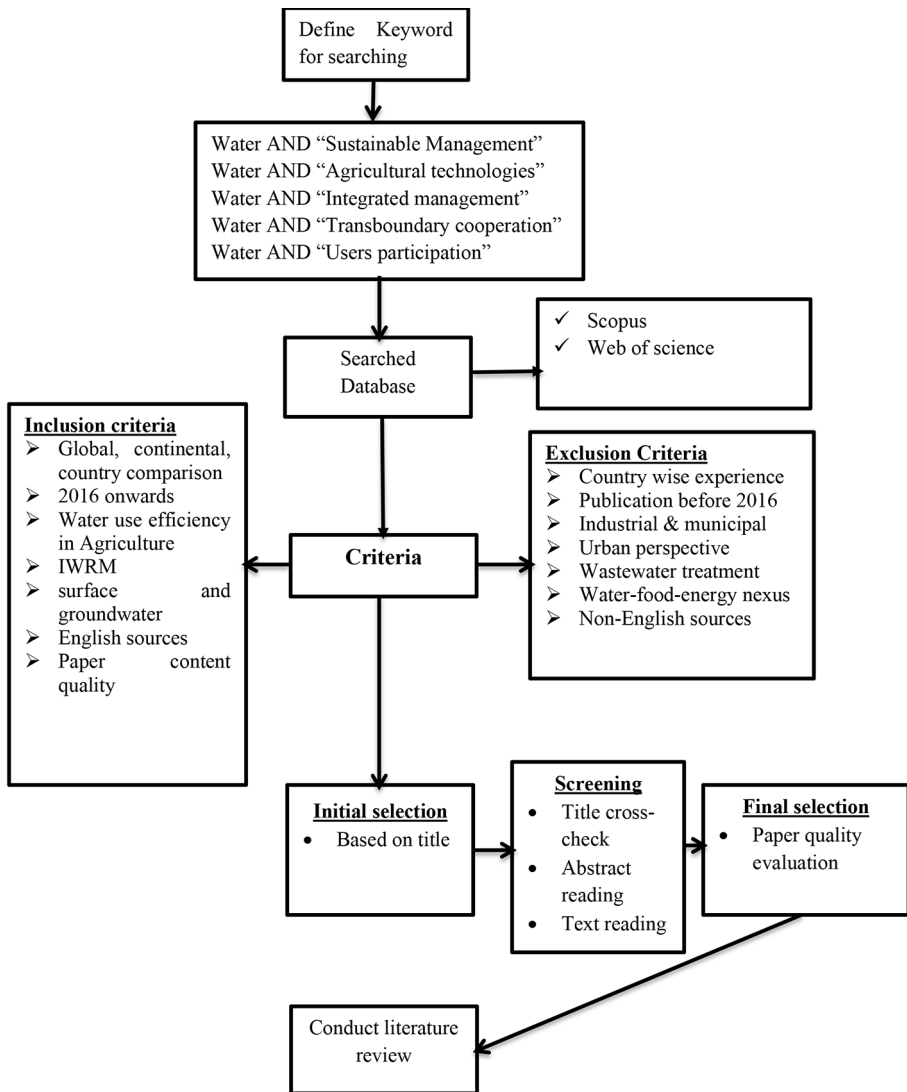 Define Keyword
for searching
Water AND “Sustainable Management”
Water AND “Agricultural technologies”
Water AND “Integrated management”
Water AND “Transboundary cooperation”
Water AND “Users participation”
Searched
Database
✓ Scopus
✓ Web of science
Inclusion criteria
➢ Global, continental,
country comparison
➢ 2016 onwards
➢ Water use efficiency
in Agriculture
➢ IWRM
➢ surface and
groundwater
➢ English sources
➢ Paper content
quality
Criteria
Exclusion Criteria
➢ Country wise experience
➢ Publication before 2016
➢ Industrial & municipal
➢ Urban perspective
➢ Wastewater treatment
➢ Water-food-energy nexus
➢ Non-English sources
Initial selection
• Based on title
Screening
• Title cross-
check
• Abstract
reading
• Text reading
Final selection
• Paper quality
evaluation
Conduct literature
review